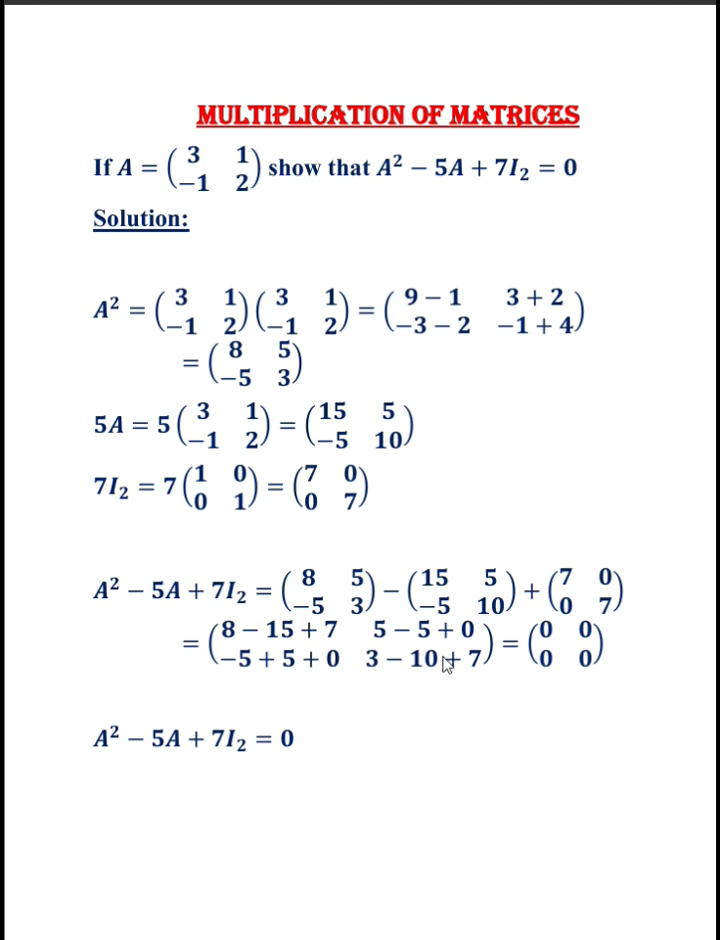 MULTIPLICATION OF MATRICES
If A = ( 3 1 ; −1 2 ) show that A² − 5A + 7I₂ = 0
Solution:
A² = ( 3 1 ; −1 2 )( 3 1 ; −1 2 ) = ( 9 − 1 3 + 2 ; −3 − 2 −1 + 4 )
= ( 8 5 ; −5 3 )
5A = 5( 3 1 ; −1 2 ) = ( 15 5 ; −5 10 )
7I₂ = 7( 1 0 ; 0 1 ) = ( 7 0 ; 0 7 )
A² − 5A + 7I₂ = ( 8 5 ; −5 3 ) − ( 15 5 ; −5 10 ) + ( 7 0 ; 0 7 )
= ( 8 − 15 + 7 5 − 5 + 0 ; −5 + 5 + 0 3 − 10 + 7 ) = ( 0 0 ; 0 0 )
A² − 5A + 7I₂ = 0